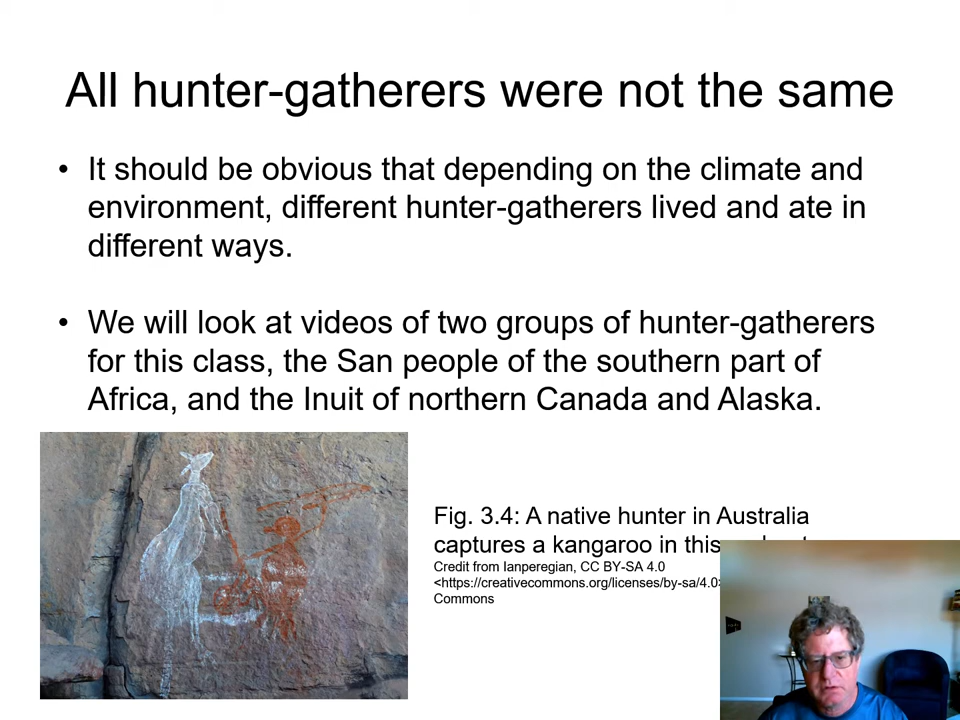 All hunter-gatherers were not the same
• It should be obvious that depending on the climate and
environment, different hunter-gatherers lived and ate in
different ways.
• We will look at videos of two groups of hunter-gatherers
for this class, the San people of the southern part of
Africa, and the Inuit of northern Canada and Alaska.
Fig. 3.4: A native hunter in Australia
captures a kangaroo in this
Credit from Ianperegian, CC BY-SA 4.0
<https://creativecommons.org/licenses/by-sa/4.0>
Commons